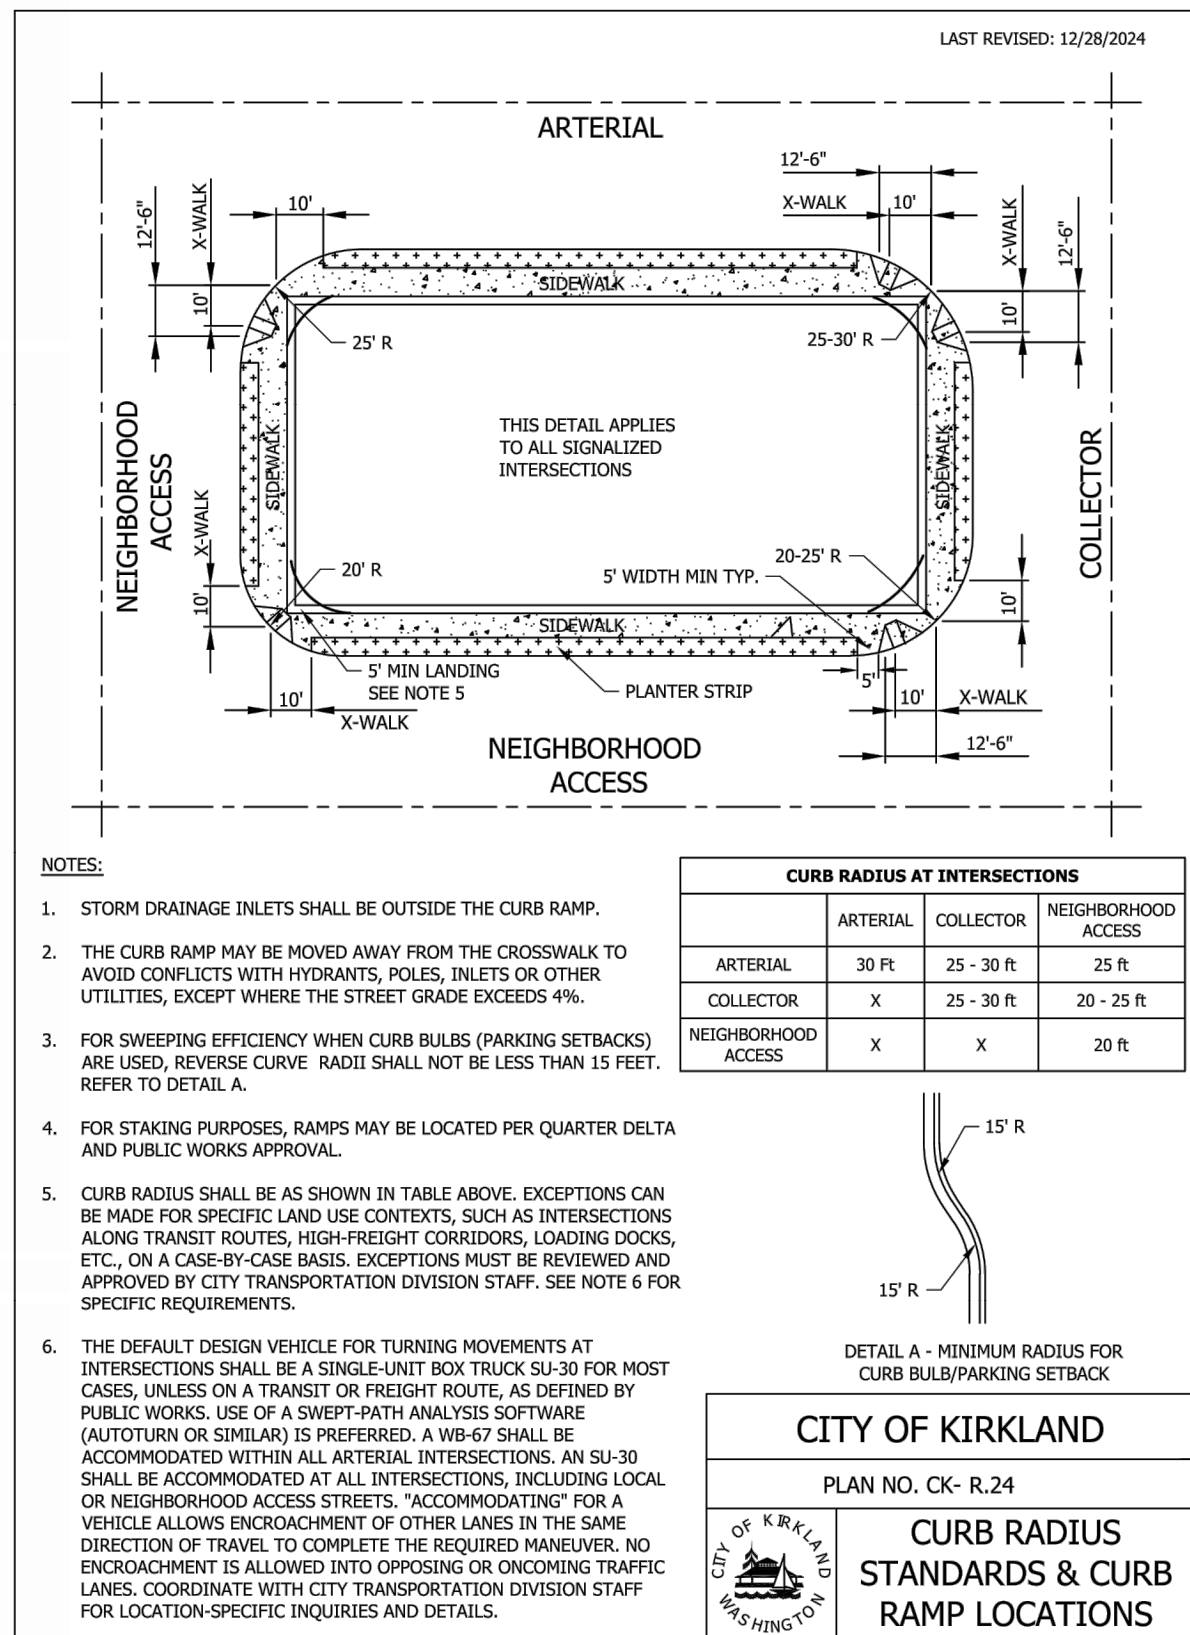 LAST REVISED: 12/28/2024
ARTERIAL
12'-6"
X-WALK
10'
12'-6"
X-WALK
10'
X-WALK
12'-6"
10'
10'
SIDEWALK
25' R
25-30' R
THIS DETAIL APPLIES
TO ALL SIGNALIZED
INTERSECTIONS
NEIGHBORHOOD
ACCESS
SIDEWALK
SIDEWALK
COLLECTOR
X-WALK
10'
20' R
20-25' R
5' WIDTH MIN TYP.
10'
SIDEWALK
5' MIN LANDING
SEE NOTE 5
PLANTER STRIP
5'
10'
X-WALK
10'
X-WALK
12'-6"
NEIGHBORHOOD
ACCESS
NOTES:
1. STORM DRAINAGE INLETS SHALL BE OUTSIDE THE CURB RAMP.
2. THE CURB RAMP MAY BE MOVED AWAY FROM THE CROSSWALK TO
AVOID CONFLICTS WITH HYDRANTS, POLES, INLETS OR OTHER
UTILITIES, EXCEPT WHERE THE STREET GRADE EXCEEDS 4%.
3. FOR SWEEPING EFFICIENCY WHEN CURB BULBS (PARKING SETBACKS)
ARE USED, REVERSE CURVE RADII SHALL NOT BE LESS THAN 15 FEET.
REFER TO DETAIL A.
4. FOR STAKING PURPOSES, RAMPS MAY BE LOCATED PER QUARTER DELTA
AND PUBLIC WORKS APPROVAL.
5. CURB RADIUS SHALL BE AS SHOWN IN TABLE ABOVE. EXCEPTIONS CAN
BE MADE FOR SPECIFIC LAND USE CONTEXTS, SUCH AS INTERSECTIONS
ALONG TRANSIT ROUTES, HIGH-FREIGHT CORRIDORS, LOADING DOCKS,
ETC., ON A CASE-BY-CASE BASIS. EXCEPTIONS MUST BE REVIEWED AND
APPROVED BY CITY TRANSPORTATION DIVISION STAFF. SEE NOTE 6 FOR
SPECIFIC REQUIREMENTS.
6. THE DEFAULT DESIGN VEHICLE FOR TURNING MOVEMENTS AT
INTERSECTIONS SHALL BE A SINGLE-UNIT BOX TRUCK SU-30 FOR MOST
CASES, UNLESS ON A TRANSIT OR FREIGHT ROUTE, AS DEFINED BY
PUBLIC WORKS. USE OF A SWEPT-PATH ANALYSIS SOFTWARE
(AUTOTURN OR SIMILAR) IS PREFERRED. A WB-67 SHALL BE
ACCOMMODATED WITHIN ALL ARTERIAL INTERSECTIONS. AN SU-30
SHALL BE ACCOMMODATED AT ALL INTERSECTIONS, INCLUDING LOCAL
OR NEIGHBORHOOD ACCESS STREETS. "ACCOMMODATING" FOR A
VEHICLE ALLOWS ENCROACHMENT OF OTHER LANES IN THE SAME
DIRECTION OF TRAVEL TO COMPLETE THE REQUIRED MANEUVER. NO
ENCROACHMENT IS ALLOWED INTO OPPOSING OR ONCOMING TRAFFIC
LANES. COORDINATE WITH CITY TRANSPORTATION DIVISION STAFF
FOR LOCATION-SPECIFIC INQUIRIES AND DETAILS.
CURB RADIUS AT INTERSECTIONS
ARTERIAL COLLECTOR NEIGHBORHOOD ACCESS
ARTERIAL 30 Ft 25 - 30 ft 25 ft
COLLECTOR X 25 - 30 ft 20 - 25 ft
NEIGHBORHOOD ACCESS X X 20 ft
15' R
15' R
DETAIL A - MINIMUM RADIUS FOR
CURB BULB/PARKING SETBACK
CITY OF KIRKLAND
PLAN NO. CK- R.24
CITY OF KIRKLAND
WASHINGTON
CURB RADIUS
STANDARDS & CURB
RAMP LOCATIONS